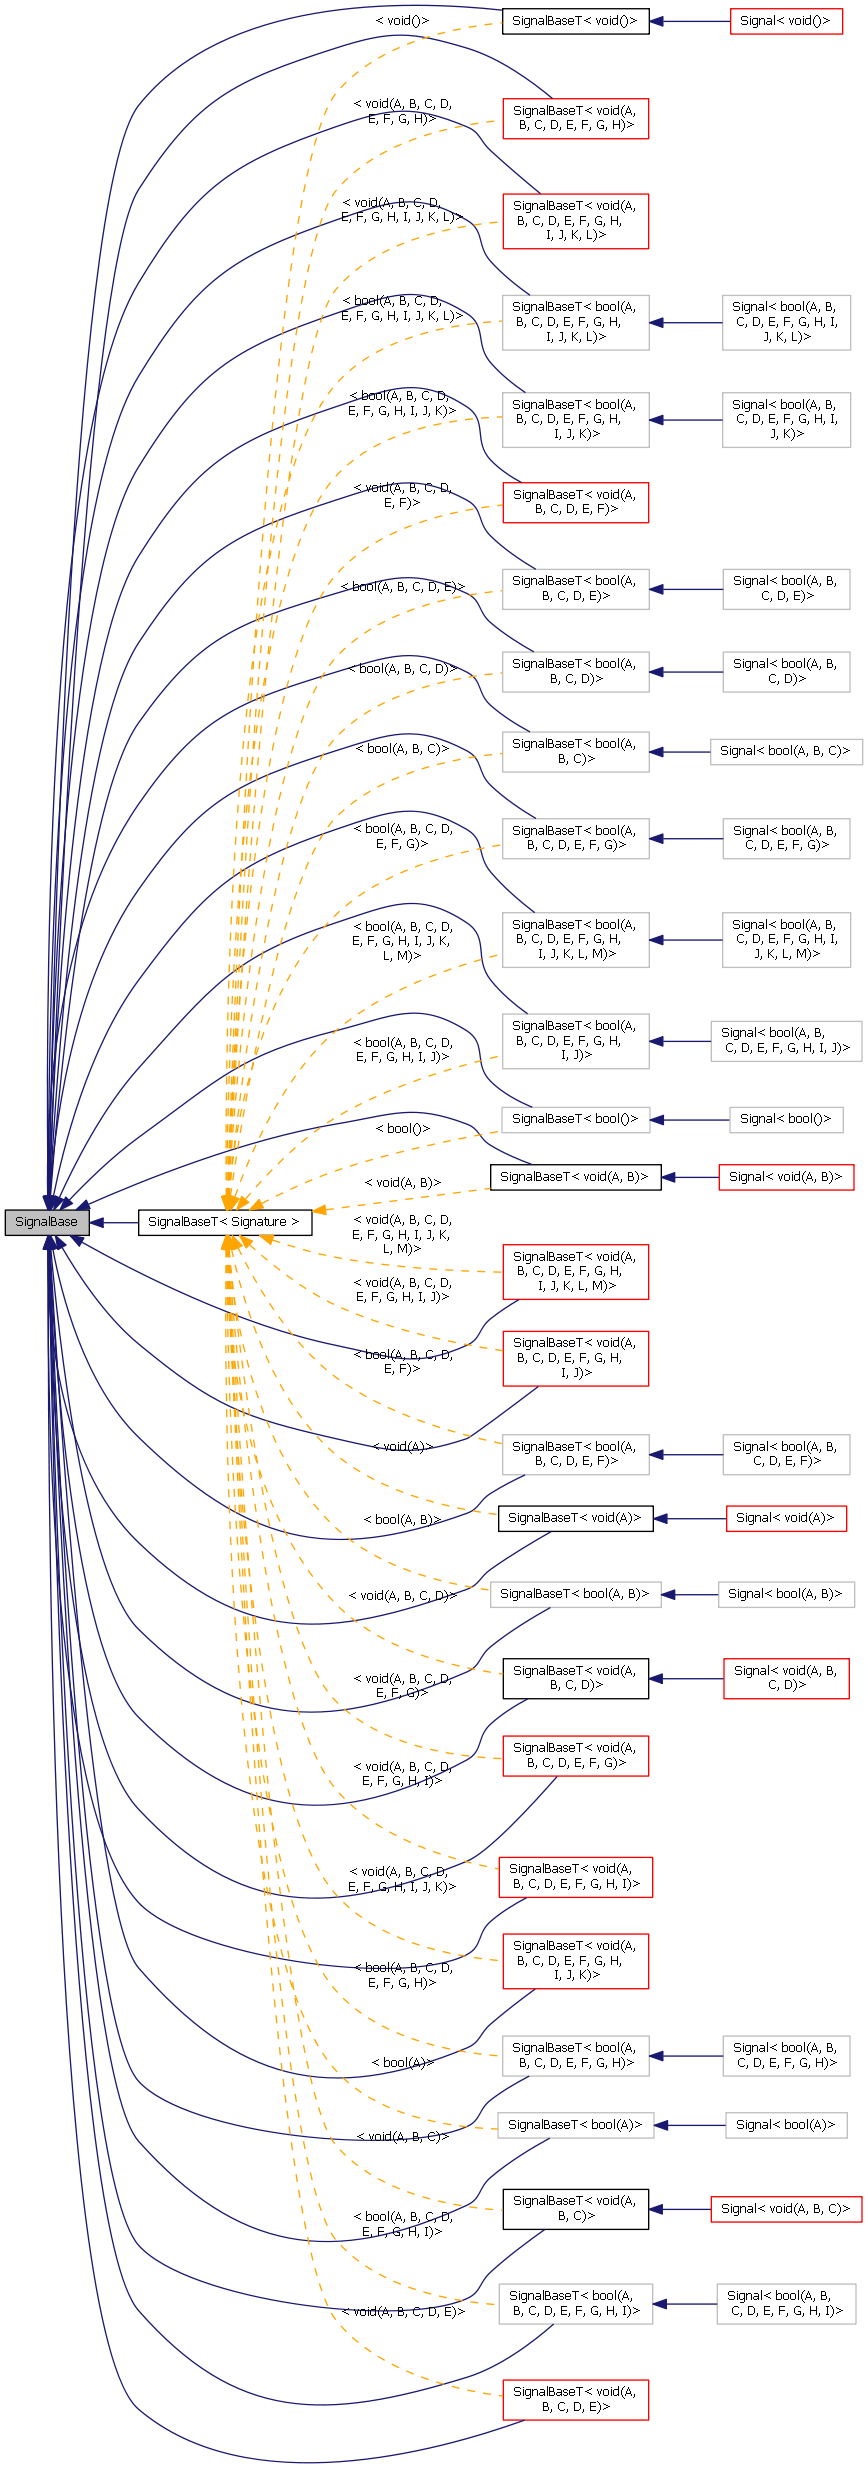 < void()>
SignalBaseT< void()>
Signal< void()>
< void(A, B, C, D,
E, F, G, H)>
SignalBaseT< void(A,
B, C, D, E, F, G, H)>
< void(A, B, C, D,
E, F, G, H, I, J, K, L)>
SignalBaseT< void(A,
B, C, D, E, F, G, H,
I, J, K, L)>
< bool(A, B, C, D,
E, F, G, H, I, J, K, L)>
SignalBaseT< bool(A,
B, C, D, E, F, G, H,
I, J, K, L)>
Signal< bool(A, B,
C, D, E, F, G, H, I,
J, K, L)>
< bool(A, B, C, D,
E, F, G, H, I, J, K)>
SignalBaseT< bool(A,
B, C, D, E, F, G, H,
I, J, K)>
Signal< bool(A, B,
C, D, E, F, G, H, I,
J, K)>
< void(A, B, C, D,
E, F)>
SignalBaseT< void(A,
B, C, D, E, F)>
< bool(A, B, C, D, E)>
SignalBaseT< bool(A,
B, C, D, E)>
Signal< bool(A, B,
C, D, E)>
< bool(A, B, C, D)>
SignalBaseT< bool(A,
B, C, D)>
Signal< bool(A, B,
C, D)>
< bool(A, B, C)>
SignalBaseT< bool(A,
B, C)>
Signal< bool(A, B, C)>
< bool(A, B, C, D,
E, F, G)>
SignalBaseT< bool(A,
B, C, D, E, F, G)>
Signal< bool(A, B,
C, D, E, F, G)>
< bool(A, B, C, D,
E, F, G, H, I, J, K,
L, M)>
SignalBaseT< bool(A,
B, C, D, E, F, G, H,
I, J, K, L, M)>
Signal< bool(A, B,
C, D, E, F, G, H, I,
J, K, L, M)>
< bool(A, B, C, D,
E, F, G, H, I, J)>
SignalBaseT< bool(A,
B, C, D, E, F, G, H,
I, J)>
Signal< bool(A, B,
C, D, E, F, G, H, I, J)>
< bool()>
SignalBaseT< bool()>
Signal< bool()>
< void(A, B)>
SignalBaseT< void(A, B)>
Signal< void(A, B)>
SignalBase
SignalBaseT< Signature >
< void(A, B, C, D,
E, F, G, H, I, J, K,
L, M)>
SignalBaseT< void(A,
B, C, D, E, F, G, H,
I, J, K, L, M)>
< void(A, B, C, D,
E, F, G, H, I, J)>
SignalBaseT< void(A,
B, C, D, E, F, G, H,
I, J)>
< bool(A, B, C, D,
E, F)>
SignalBaseT< bool(A,
B, C, D, E, F)>
Signal< bool(A, B,
C, D, E, F)>
< void(A)>
SignalBaseT< void(A)>
Signal< void(A)>
< bool(A, B)>
SignalBaseT< bool(A, B)>
Signal< bool(A, B)>
< void(A, B, C, D)>
SignalBaseT< void(A,
B, C, D)>
Signal< void(A, B,
C, D)>
< void(A, B, C, D,
E, F, G)>
SignalBaseT< void(A,
B, C, D, E, F, G)>
< void(A, B, C, D,
E, F, G, H, I)>
SignalBaseT< void(A,
B, C, D, E, F, G, H, I)>
< void(A, B, C, D,
E, F, G, H, I, J, K)>
SignalBaseT< void(A,
B, C, D, E, F, G, H,
I, J, K)>
< bool(A, B, C, D,
E, F, G, H)>
SignalBaseT< bool(A,
B, C, D, E, F, G, H)>
Signal< bool(A, B,
C, D, E, F, G, H)>
< bool(A)>
SignalBaseT< bool(A)>
Signal< bool(A)>
< void(A, B, C)>
SignalBaseT< void(A,
B, C)>
Signal< void(A, B, C)>
< bool(A, B, C, D,
E, F, G, H, I)>
SignalBaseT< bool(A,
B, C, D, E, F, G, H, I)>
Signal< bool(A, B,
C, D, E, F, G, H, I)>
< void(A, B, C, D, E)>
SignalBaseT< void(A,
B, C, D, E)>